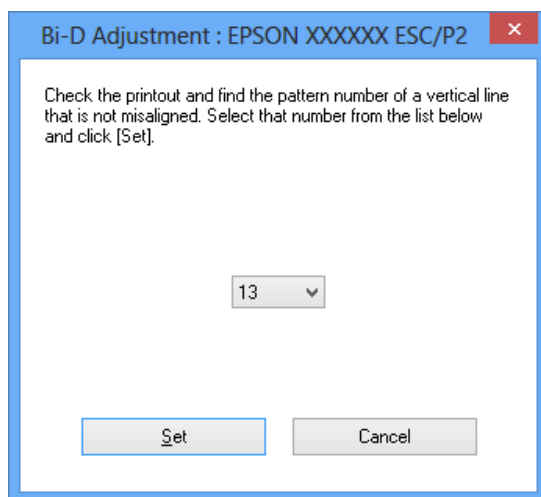 Bi-D Adjustment : EPSON XXXXXX ESC/P2
Check the printout and find the pattern number of a vertical line
that is not misaligned. Select that number from the list below
and click [Set].
13
Set
Cancel